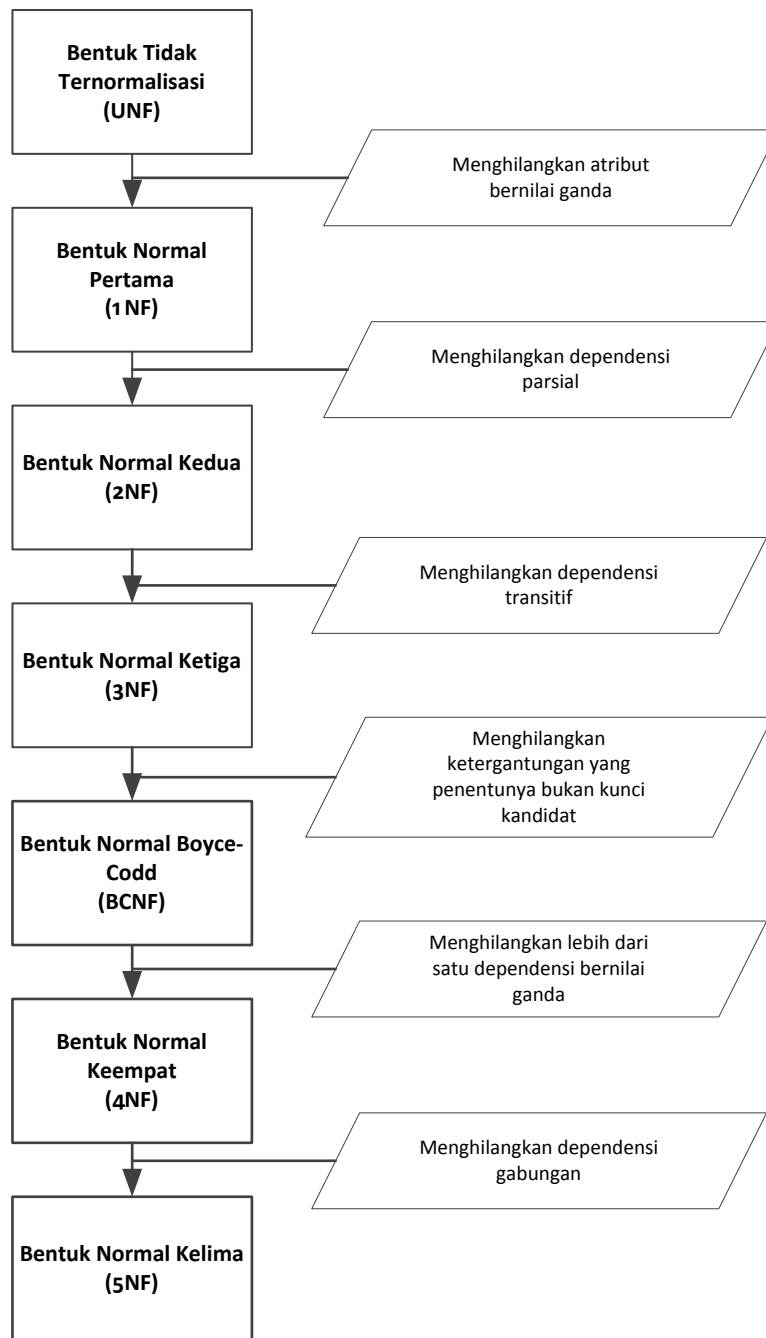 Bentuk Tidak
Ternormalisasi
(UNF)
Menghilangkan atribut
bernilai ganda
Bentuk Normal
Pertama
(1NF)
Menghilangkan dependensi
parsial
Bentuk Normal Kedua
(2NF)
Menghilangkan dependensi
transitif
Bentuk Normal Ketiga
(3NF)
Menghilangkan
ketergantungan yang
penentunya bukan kunci
kandidat
Bentuk Normal Boyce-
Codd
(BCNF)
Menghilangkan lebih dari
satu dependensi bernilai
ganda
Bentuk Normal
Keempat
(4NF)
Menghilangkan dependensi
gabungan
Bentuk Normal Kelima
(5NF)